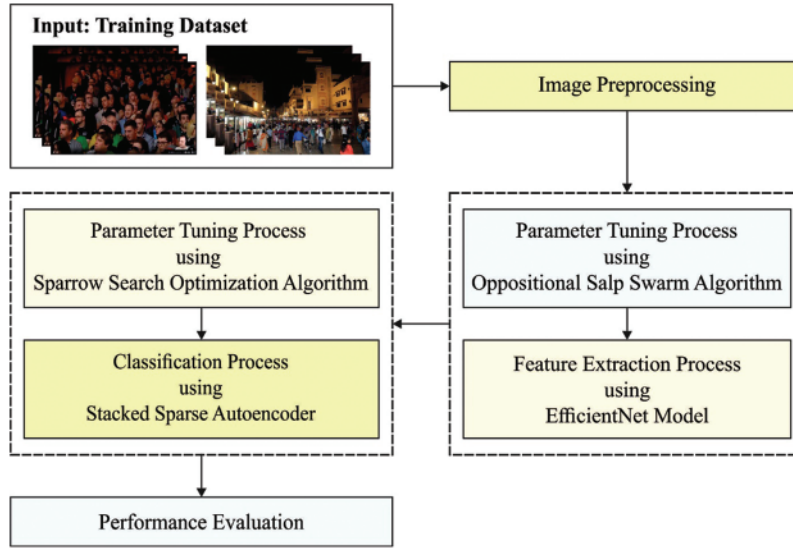 Input: Training Dataset
Image Preprocessing
Parameter Tuning Process
using
Oppositional Salp Swarm Algorithm
Feature Extraction Process
using
EfficientNet Model
Parameter Tuning Process
using
Sparrow Search Optimization Algorithm
Classification Process
using
Stacked Sparse Autoencoder
Performance Evaluation